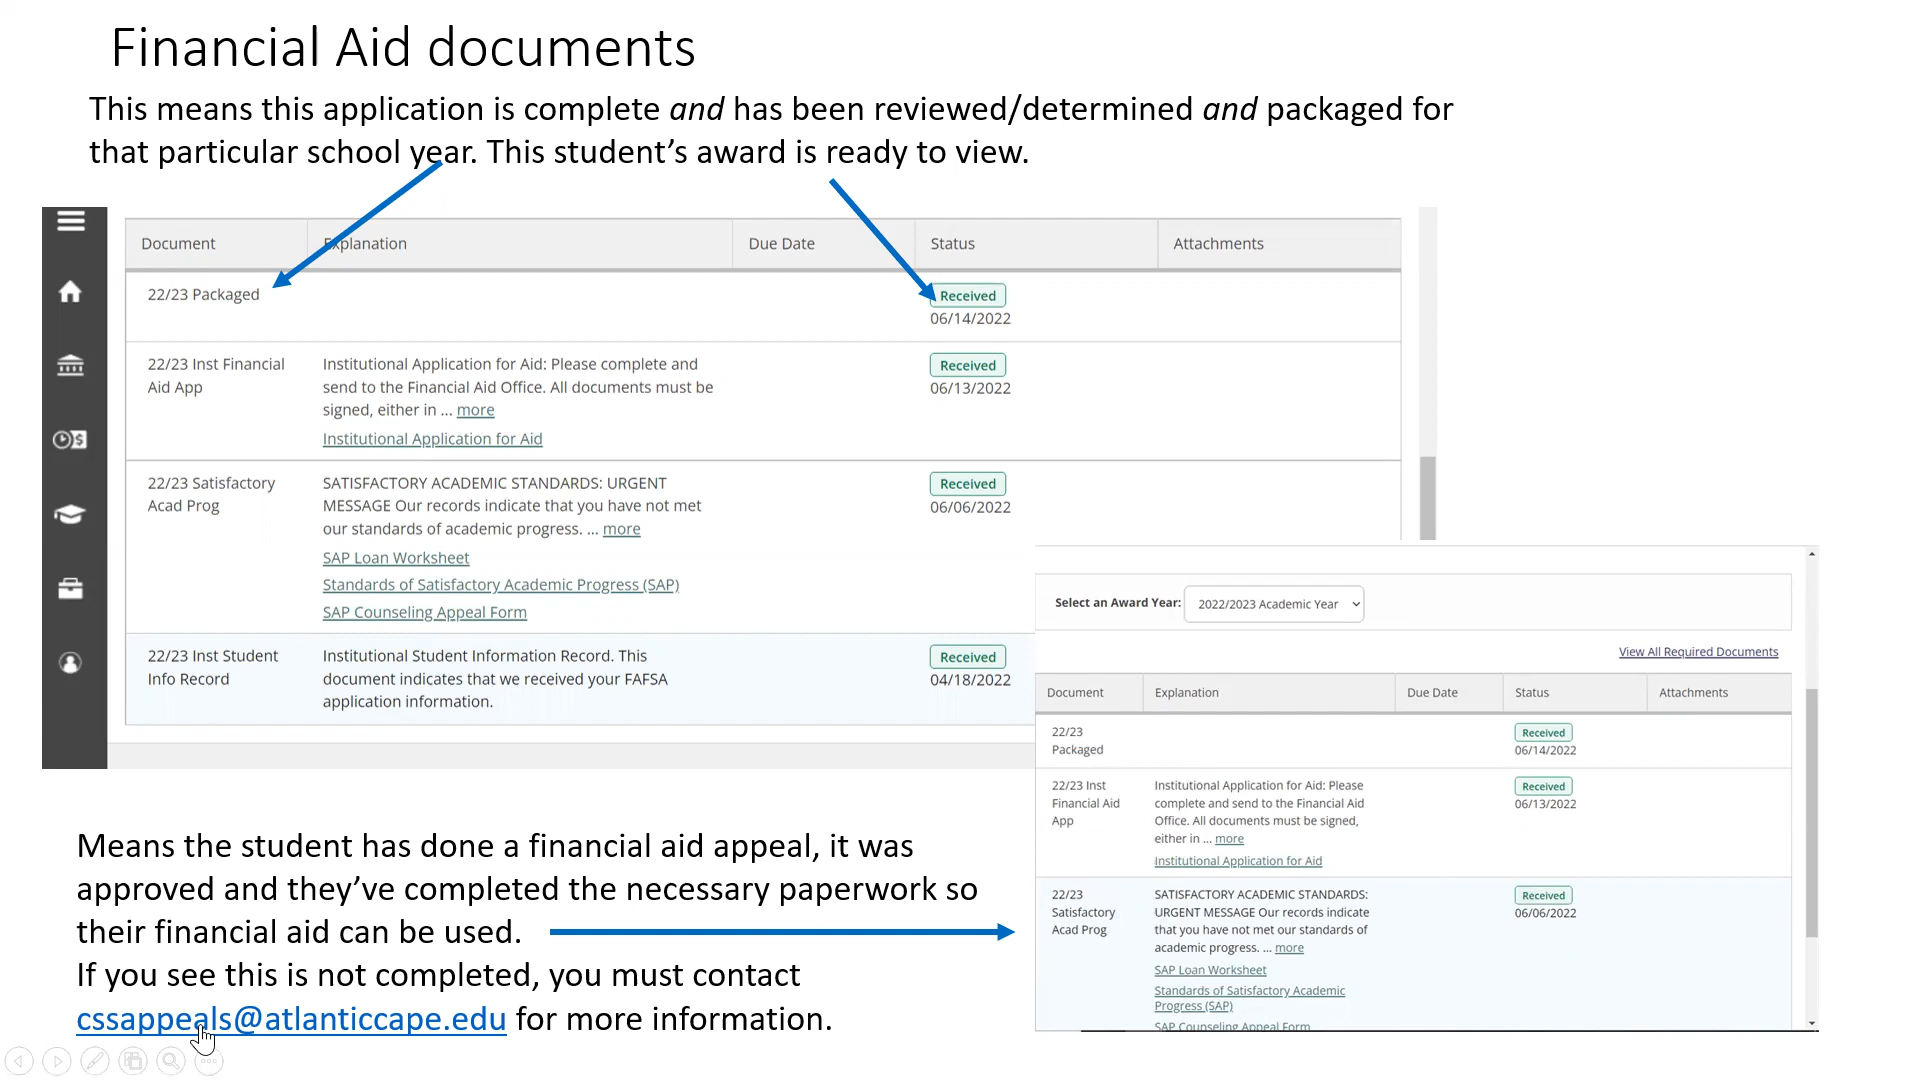 Financial Aid documents
This means this application is complete and has been reviewed/determined and packaged for
that particular school year. This student's award is ready to view.
Document Explanation Due Date Status Attachments
22/23 Packaged Received
06/14/2022
22/23 Inst Financial
Aid App
Institutional Application for Aid: Please complete and
send to the Financial Aid Office. All documents must be
signed, either in ... more
Institutional Application for Aid
Received
06/13/2022
22/23 Satisfactory
Acad Prog
SATISFACTORY ACADEMIC STANDARDS: URGENT
MESSAGE Our records indicate that you have not met
our standards of academic progress. ... more
SAP Loan Worksheet
Standards of Satisfactory Academic Progress (SAP)
SAP Counseling Appeal Form
Received
06/06/2022
22/23 Inst Student
Info Record
Institutional Student Information Record. This
document indicates that we received your FAFSA
application information.
Received
04/18/2022
Select an Award Year: 2022/2023 Academic Year
View All Required Documents
Document Explanation Due Date Status Attachments
22/23
Packaged
Received
06/14/2022
22/23 Inst
Financial Aid
App
Institutional Application for Aid: Please
complete and send to the Financial Aid
Office. All documents must be signed,
either in ... more
Institutional Application for Aid
Received
06/13/2022
22/23
Satisfactory
Acad Prog
SATISFACTORY ACADEMIC STANDARDS:
URGENT MESSAGE Our records indicate
that you have not met our standards of
academic progress. ... more
SAP Loan Worksheet
Standards of Satisfactory Academic
Progress (SAP)
SAP Counseling Appeal Form
Received
06/06/2022
Means the student has done a financial aid appeal, it was
approved and they've completed the necessary paperwork so
their financial aid can be used.
If you see this is not completed, you must contact
cssappeals@atlanticcape.edu for more information.